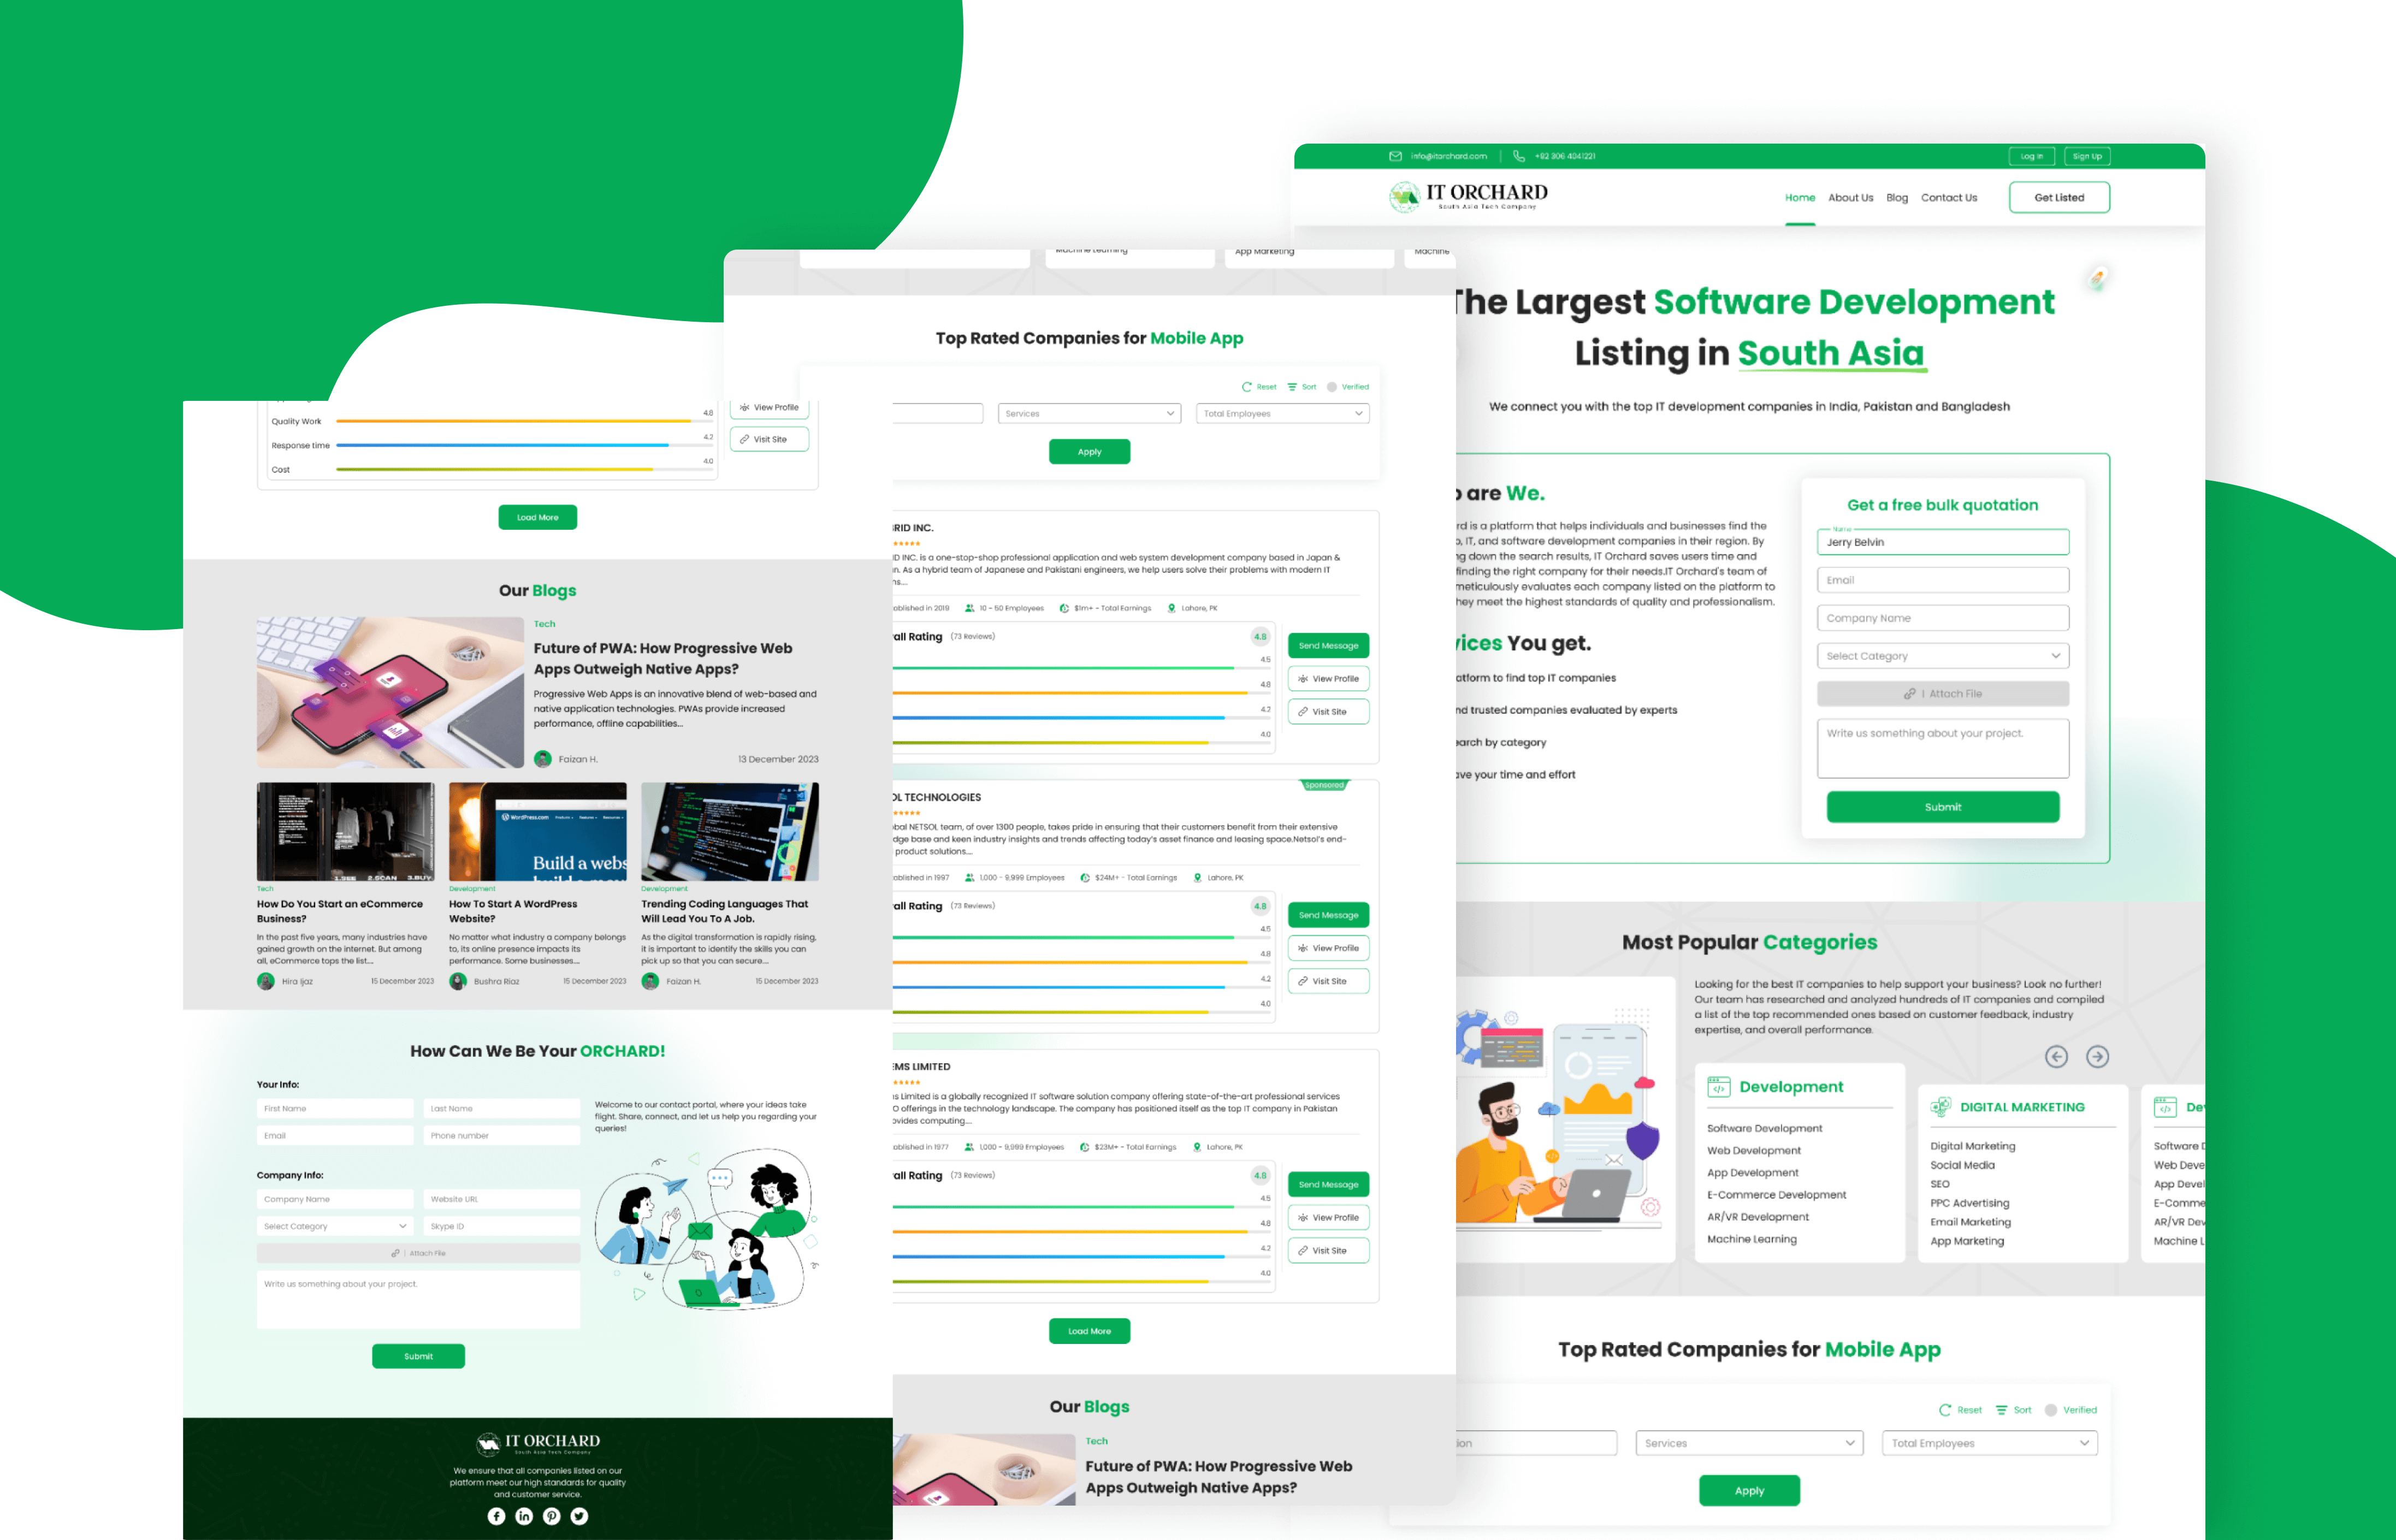 Quality Work
4.8
Response time
4.2
Cost
4.0
View Profile
Visit Site
Load More
Our Blogs
Tech
Future of PWA: How Progressive Web
Apps Outweigh Native Apps?
Progressive Web Apps is an innovative blend of web-based and
native application technologies. PWAs provide increased
performance, offline capabilities...
Faizan H.
13 December 2023
WordPress.com
Build a webs
1.SEE 2.SCAN 3.BUY
Tech
How Do You Start an eCommerce
Business?
In the past five years, many industries have
gained growth on the internet. But among
all, eCommerce tops the list...
Hira Ijaz
15 December 2023
Development
How To Start A WordPress
Website?
No matter what industry a company belongs
to, its online presence impacts its
performance. Some businesses...
Bushra Riaz
15 December 2023
Development
Trending Coding Languages That
Will Lead You To A Job.
As the digital transformation is rapidly rising,
it is important to identify the skills you can
pick up so that you can secure...
Faizan H.
15 December 2023
How Can We Be Your ORCHARD!
Your Info:
First Name
Last Name
Email
Phone number
Company Info:
Company Name
Website URL
Select Category
Skype ID
Attach File
Write us something about your project.
Submit
Welcome to our contact portal, where your ideas take
flight. Share, connect, and let us help you regarding your
queries!
IT ORCHARD
South Asia Tech Company
We ensure that all companies listed on our
platform meet our high standards for quality
and customer service.
Machine Learning
App Marketing
Machine
Top Rated Companies for Mobile App
Reset
Sort
Verified
Services
Total Employees
Apply
RID INC.
D INC. is a one-stop-shop professional application and web system development company based in Japan &
n. As a hybrid team of Japanese and Pakistani engineers, we help users solve their problems with modern IT
ns...
ablished in 2019
10 - 50 Employees
$1m+ - Total Earnings
Lahore, PK
all Rating (73 Reviews)
4.8
4.5
4.8
4.2
4.0
Send Message
View Profile
Visit Site
Sponsored
OL TECHNOLOGIES
bal NETSOL team, of over 1300 people, takes pride in ensuring that their customers benefit from their extensive
dge base and keen industry insights and trends affecting today's asset finance and leasing space.Netsol's end-
product solutions...
ablished in 1997
1,000 - 9,999 Employees
$24M+ - Total Earnings
Lahore, PK
all Rating (73 Reviews)
4.8
4.5
4.8
4.2
4.0
Send Message
View Profile
Visit Site
EMS LIMITED
s Limited is a globally recognized IT software solution company offering state-of-the-art professional services
O offerings in the technology landscape. The company has positioned itself as the top IT company in Pakistan
ovides computing...
ablished in 1977
1,000 - 9,999 Employees
$23M+ - Total Earnings
Lahore, PK
all Rating (73 Reviews)
4.8
4.5
4.8
4.2
4.0
Send Message
View Profile
Visit Site
Load More
Our Blogs
Tech
Future of PWA: How Progressive Web
Apps Outweigh Native Apps?
info@itorchard.com
+92 306 4041221
Log In
Sign Up
IT ORCHARD
South Asia Tech Company
Home
About Us
Blog
Contact Us
Get Listed
The Largest Software Development
Listing in South Asia
We connect you with the top IT development companies in India, Pakistan and Bangladesh
o are We.
rd is a platform that helps individuals and businesses find the
o, IT, and software development companies in their region. By
ng down the search results, IT Orchard saves users time and
finding the right company for their needs.IT Orchard's team of
meticulously evaluates each company listed on the platform to
hey meet the highest standards of quality and professionalism.
vices You get.
atform to find top IT companies
nd trusted companies evaluated by experts
earch by category
ave your time and effort
Get a free bulk quotation
Name
Jerry Belvin
Email
Company Name
Select Category
Attach File
Write us something about your project.
Submit
Most Popular Categories
Looking for the best IT companies to help support your business? Look no further!
Our team has researched and analyzed hundreds of IT companies and compiled
a list of the top recommended ones based on customer feedback, industry
expertise, and overall performance.
Development
Software Development
Web Development
App Development
E-Commerce Development
AR/VR Development
Machine Learning
DIGITAL MARKETING
Digital Marketing
Social Media
SEO
PPC Advertising
Email Marketing
App Marketing
De
Software D
Web Deve
App Devel
E-Comme
AR/VR Dev
Machine L
Top Rated Companies for Mobile App
Reset
Sort
Verified
ion
Services
Total Employees
Apply